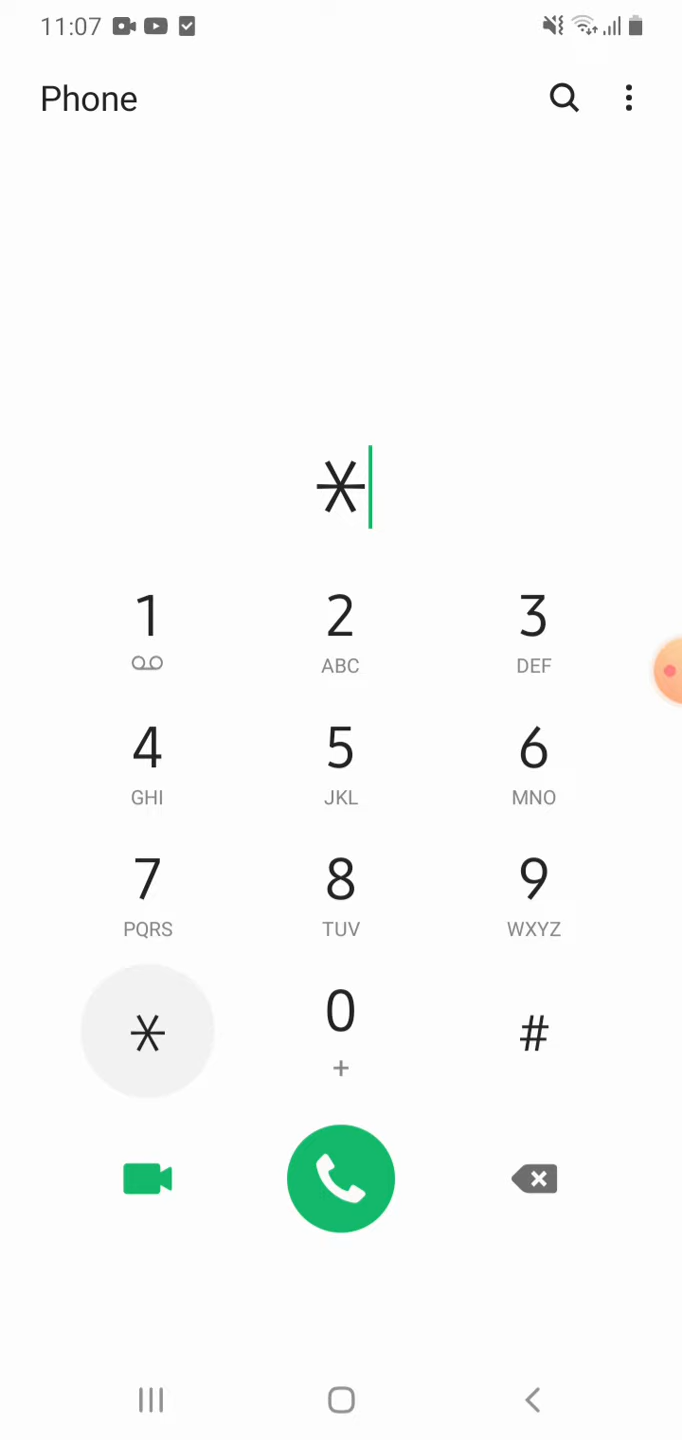 11:07
Phone
*
1 2 3
ABC DEF
4 5 6
GHI JKL MNO
7 8 9
PQRS TUV WXYZ
* 0 #
+